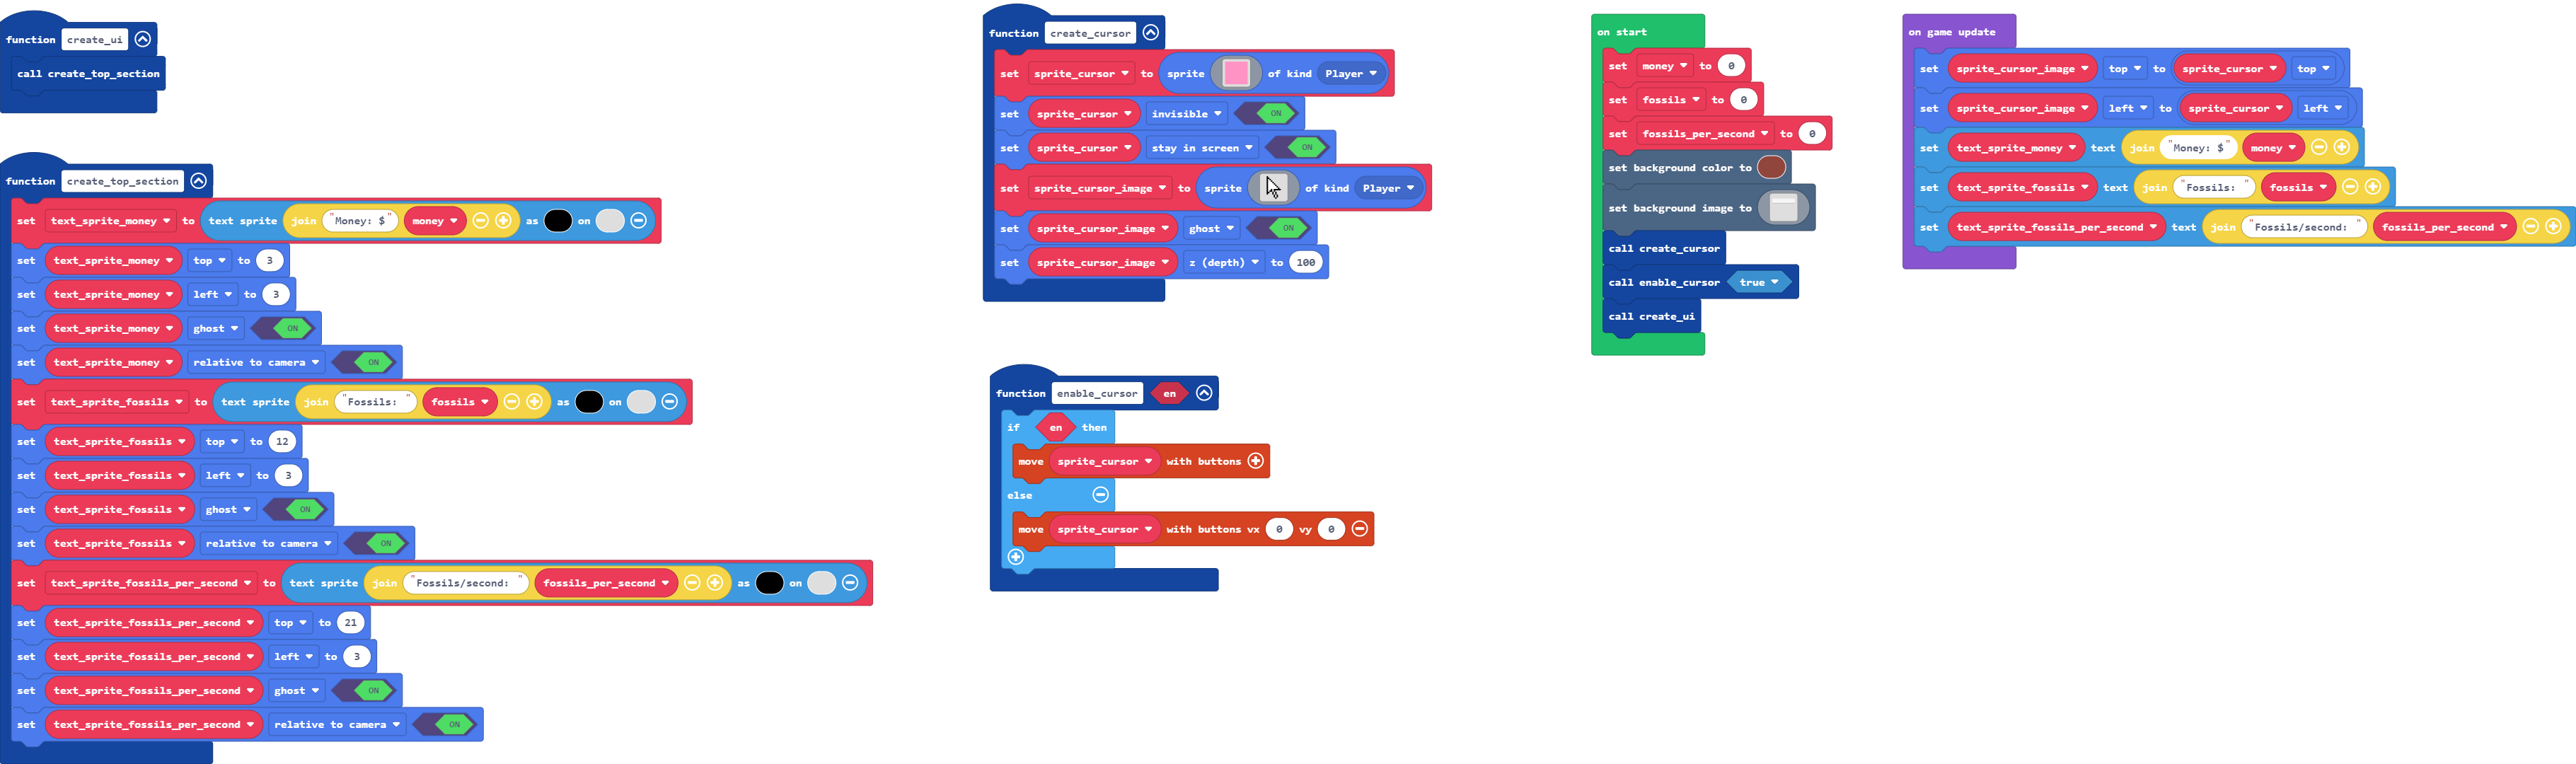 function create_ui
call create_top_section
function create_top_section
set text_sprite_money to text sprite join "Money: $" money as on
set text_sprite_money top to 3
set text_sprite_money left to 3
set text_sprite_money ghost ON
set text_sprite_money relative to camera ON
set text_sprite_fossils to text sprite join "Fossils: " fossils as on
set text_sprite_fossils top to 12
set text_sprite_fossils left to 3
set text_sprite_fossils ghost ON
set text_sprite_fossils relative to camera ON
set text_sprite_fossils_per_second to text sprite join "Fossils/second: " fossils_per_second as on
set text_sprite_fossils_per_second top to 21
set text_sprite_fossils_per_second left to 3
set text_sprite_fossils_per_second ghost ON
set text_sprite_fossils_per_second relative to camera ON
function create_cursor
set sprite_cursor to sprite of kind Player
set sprite_cursor invisible ON
set sprite_cursor stay in screen ON
set sprite_cursor_image to sprite of kind Player
set sprite_cursor_image ghost ON
set sprite_cursor_image z (depth) to 100
function enable_cursor en
if en then
move sprite_cursor with buttons
else
move sprite_cursor with buttons vx 0 vy 0
on start
set money to 0
set fossils to 0
set fossils_per_second to 0
set background color to
set background image to
call create_cursor
call enable_cursor true
call create_ui
on game update
set sprite_cursor_image top to sprite_cursor top
set sprite_cursor_image left to sprite_cursor left
set text_sprite_money text join "Money: $" money
set text_sprite_fossils text join "Fossils: " fossils
set text_sprite_fossils_per_second text join "Fossils/second: " fossils_per_second